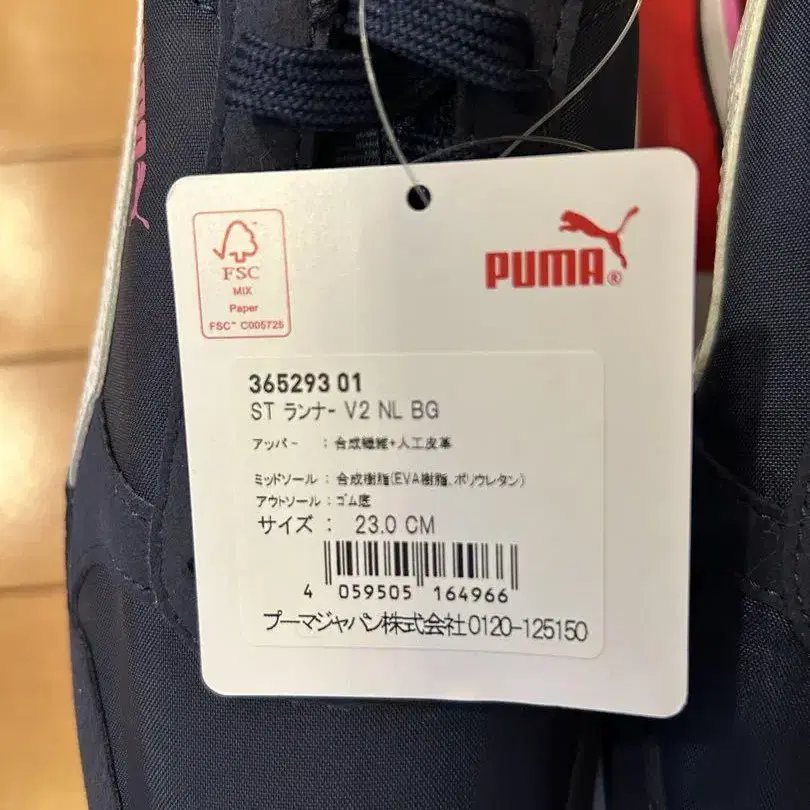 FSC
MIX
Paper
FSC™ C005725
PUMA®
365293 01
ST ランナー V2 NL BG
アッパー : 合成繊維+人工皮革
ミッドソール : 合成樹脂(EVA樹脂、ポリウレタン)
アウトソール : ゴム底
サイズ : 23.0 CM
4 059505 164966
プーマジャパン株式会社0120-125150